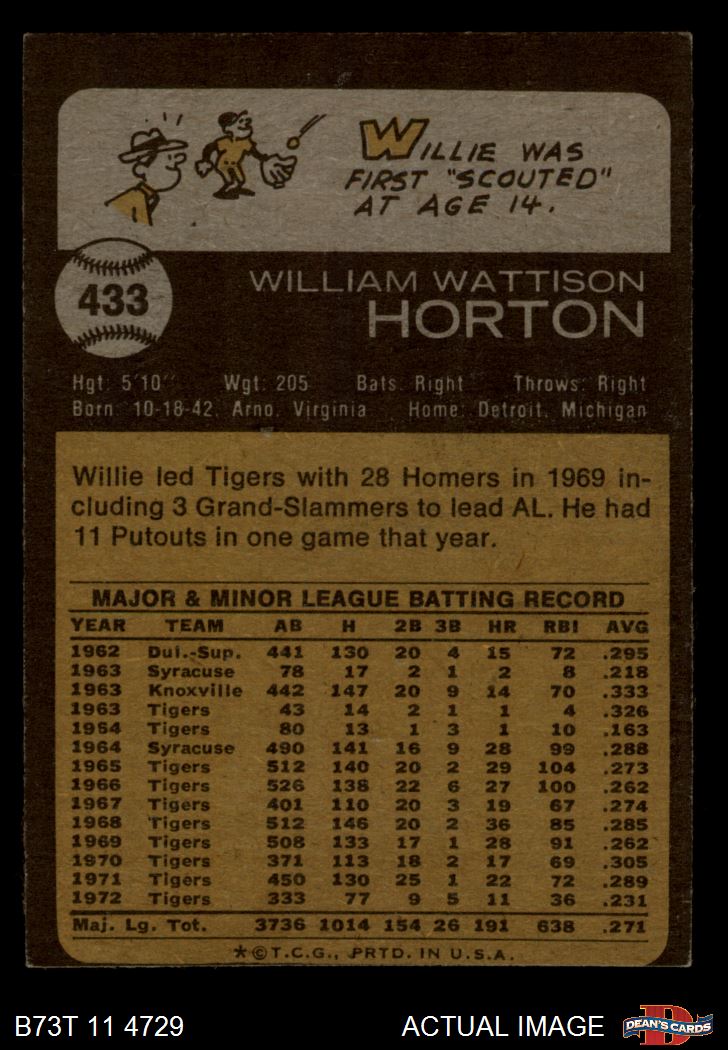 WILLIE WAS
FIRST "SCOUTED"
AT AGE 14.
433
WILLIAM WATTISON
HORTON
Hgt: 5'10" Wgt: 205 Bats: Right Throws: Right
Born: 10-18-42, Arno, Virginia Home: Detroit, Michigan
Willie led Tigers with 28 Homers in 1969 in-
cluding 3 Grand-Slammers to lead AL. He had
11 Putouts in one game that year.
MAJOR & MINOR LEAGUE BATTING RECORD
YEAR TEAM AB H 2B 3B HR RBI AVG
1962 Dul.-Sup. 441 130 20 4 15 72 .295
1963 Syracuse 78 17 2 1 2 8 .218
1963 Knoxville 442 147 20 9 14 70 .333
1963 Tigers 43 14 2 1 1 4 .326
1964 Tigers 80 13 1 3 1 10 .163
1964 Syracuse 490 141 16 9 28 99 .288
1965 Tigers 512 140 20 2 29 104 .273
1966 Tigers 526 138 22 6 27 100 .262
1967 Tigers 401 110 20 3 19 67 .274
1968 Tigers 512 146 20 2 36 85 .285
1969 Tigers 508 133 17 1 28 91 .262
1970 Tigers 371 113 18 2 17 69 .305
1971 Tigers 450 130 25 1 22 72 .289
1972 Tigers 333 77 9 5 11 36 .231
Maj. Lg. Tot. 3736 1014 154 26 191 638 .271
*©T.C.G., PRTD. IN U.S.A.
B73T 11 4729 ACTUAL IMAGE D DEAN'S CARDS